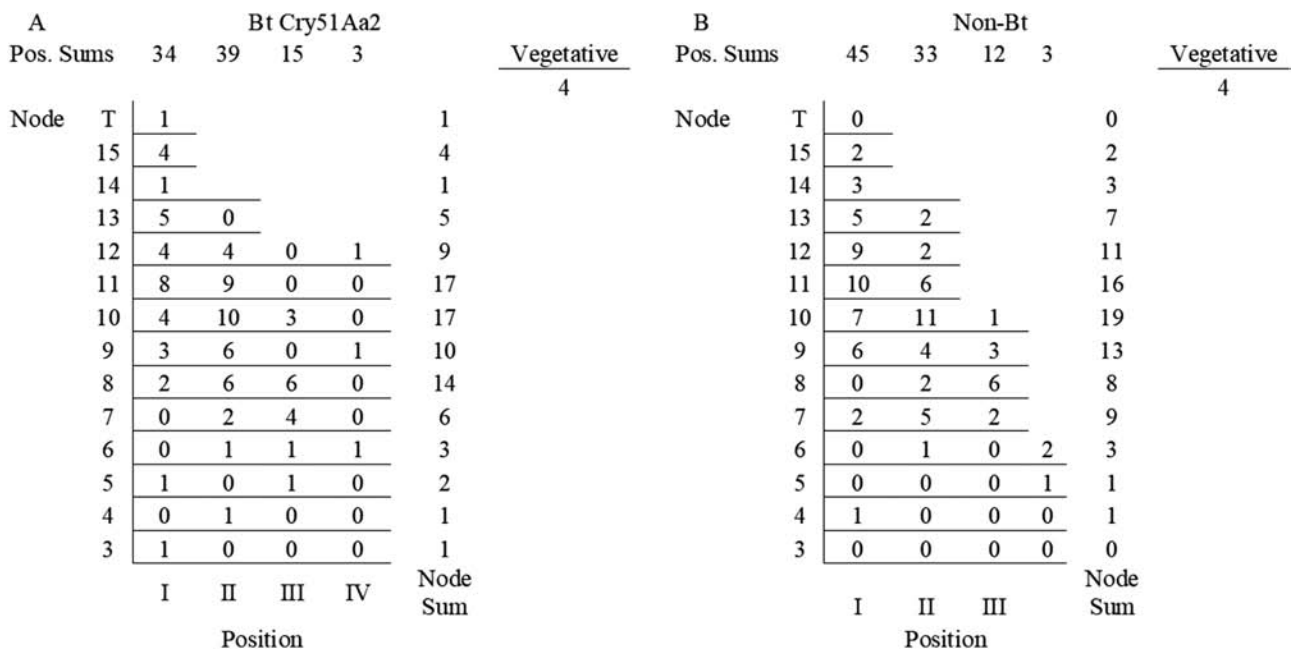 A Bt Cry51Aa2
Pos. Sums 34 39 15 3 Vegetative
4
Node T 1 1
15 4 4
14 1 1
13 5 0 5
12 4 4 0 1 9
11 8 9 0 0 17
10 4 10 3 0 17
9 3 6 0 1 10
8 2 6 6 0 14
7 0 2 4 0 6
6 0 1 1 1 3
5 1 0 1 0 2
4 0 1 0 0 1
3 1 0 0 0 1
I II III IV Node Sum
Position
B Non-Bt
Pos. Sums 45 33 12 3 Vegetative
4
Node T 0 0
15 2 2
14 3 3
13 5 2 7
12 9 2 11
11 10 6 16
10 7 11 1 19
9 6 4 3 13
8 0 2 6 8
7 2 5 2 9
6 0 1 0 2 3
5 0 0 0 1 1
4 1 0 0 0 1
3 0 0 0 0 0
I II III Node Sum
Position